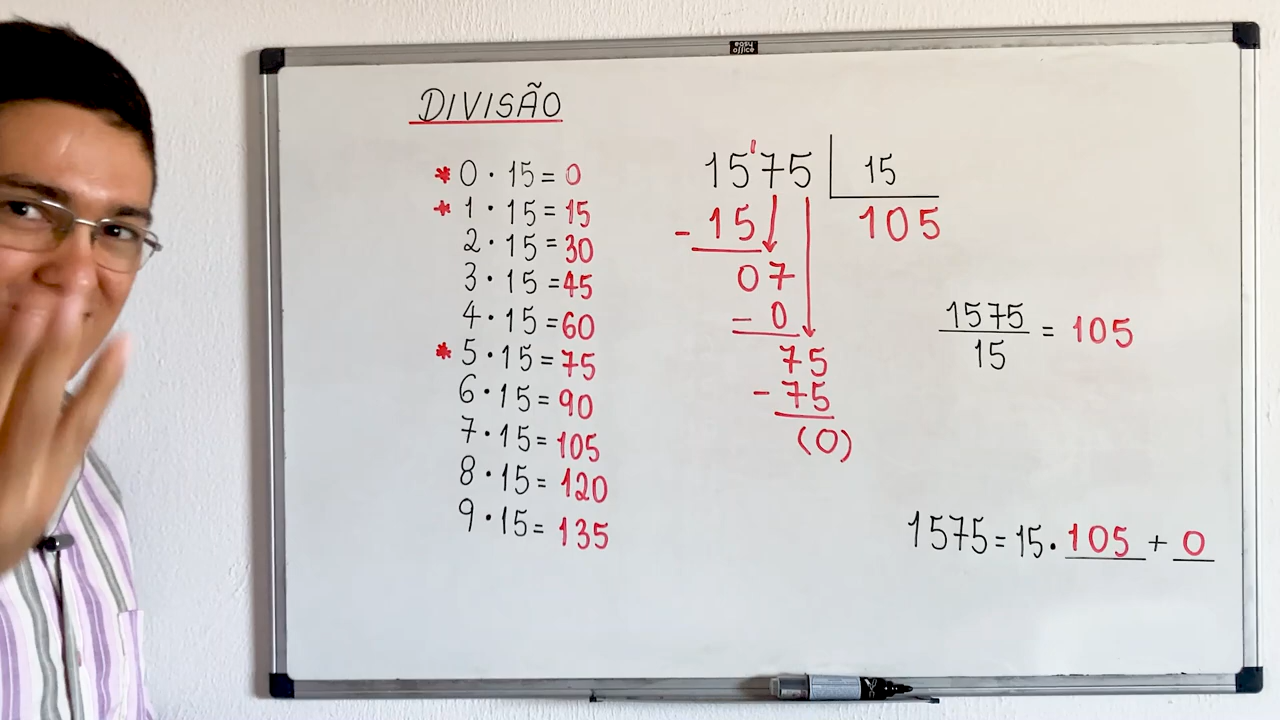 easy office
DIVISÃO
* 0 · 15 = 0
* 1 · 15 = 15
2 · 15 = 30
3 · 15 = 45
4 · 15 = 60
* 5 · 15 = 75
6 · 15 = 90
7 · 15 = 105
8 · 15 = 120
9 · 15 = 135
15'75 | 15
- 15 105
07
- 0
75
- 75
(0)
1575
15
= 105
1575 = 15 · 105 + 0